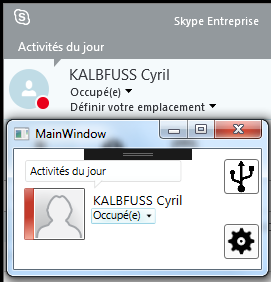 Skype Entreprise
Activités du jour
KALBFUSS Cyril
Occupé(e)
Définir votre emplacement
MainWindow
Activités du jour
KALBFUSS Cyril
Occupé(e)